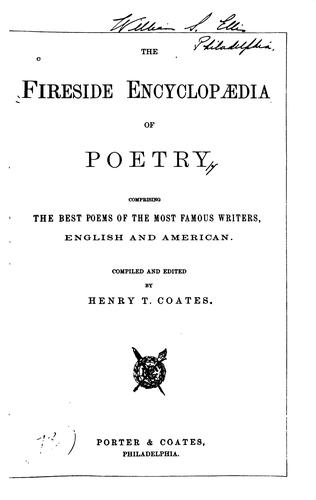 William S. Ellis
Philadelphia.
THE
FIRESIDE ENCYCLOPÆDIA
OF
POETRY
COMPRISING
THE BEST POEMS OF THE MOST FAMOUS WRITERS,
ENGLISH AND AMERICAN.
COMPILED AND EDITED
BY
HENRY T. COATES.
PORTER & COATES,
PHILADELPHIA.